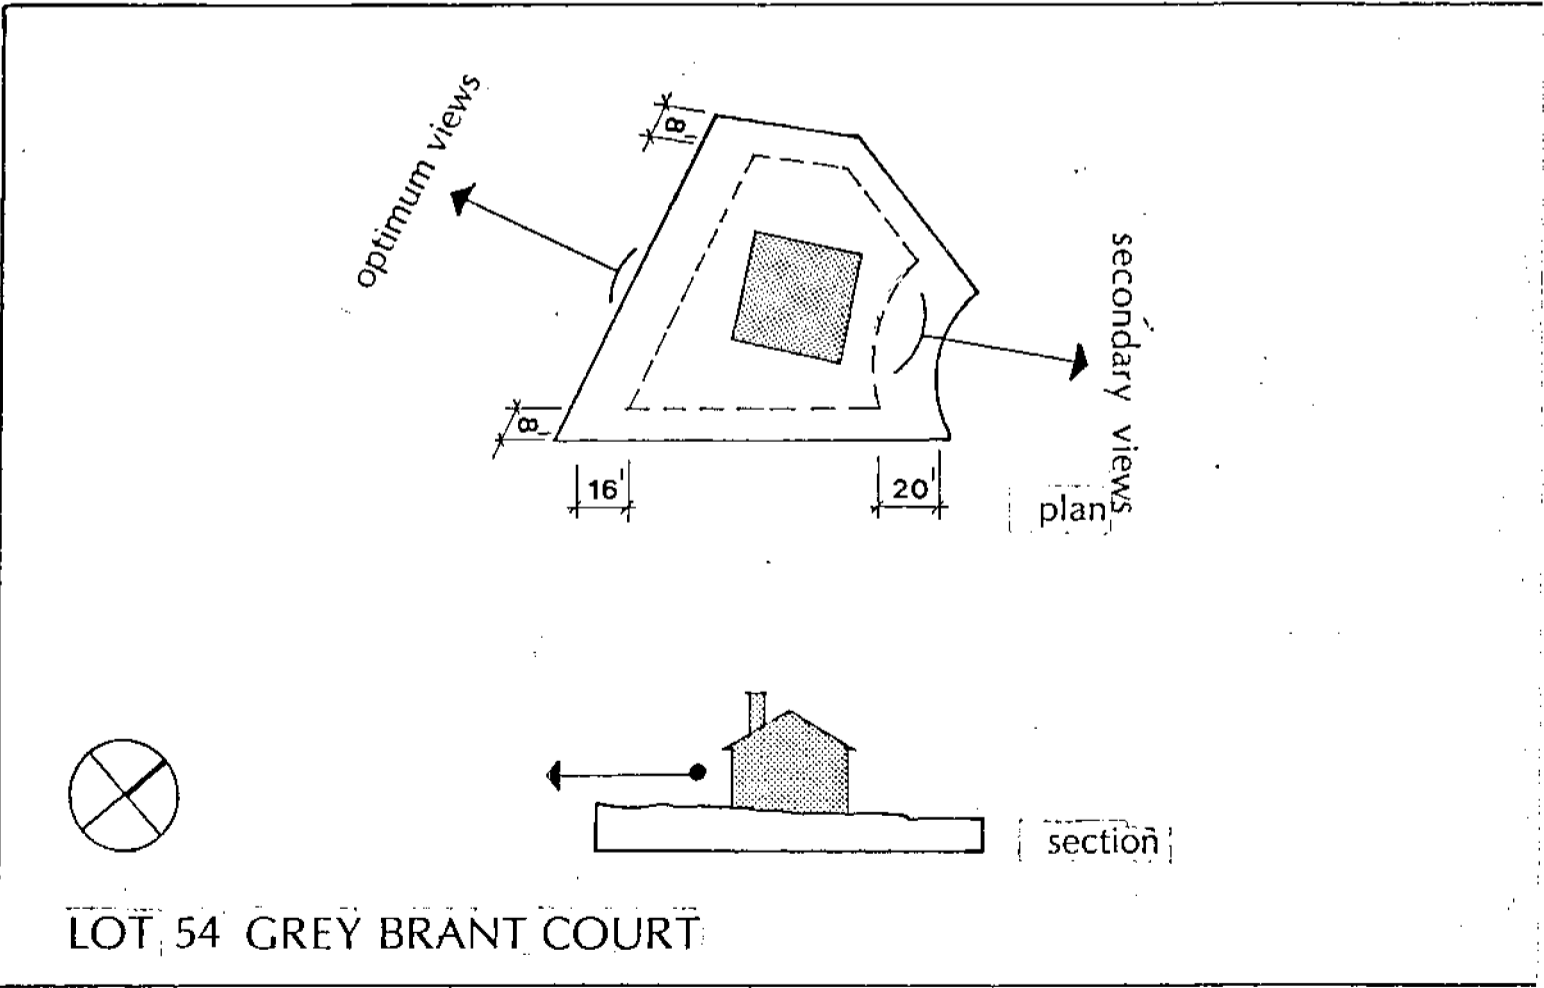 optimum views
8'
8'
16'
20'
secondary views
plan
section
LOT 54 GREY BRANT COURT